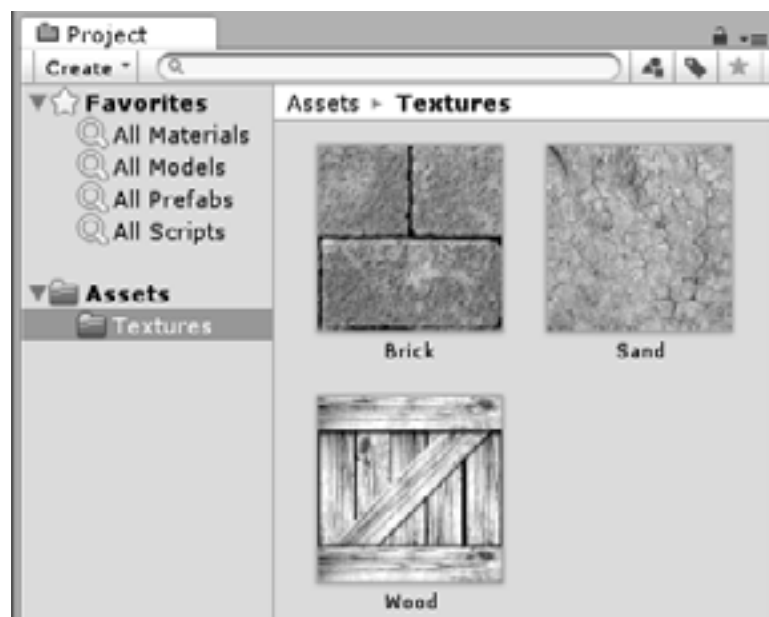 Project
Create
Favorites
All Materials
All Models
All Prefabs
All Scripts
Assets
Textures
Assets ▸ Textures
Brick
Sand
Wood